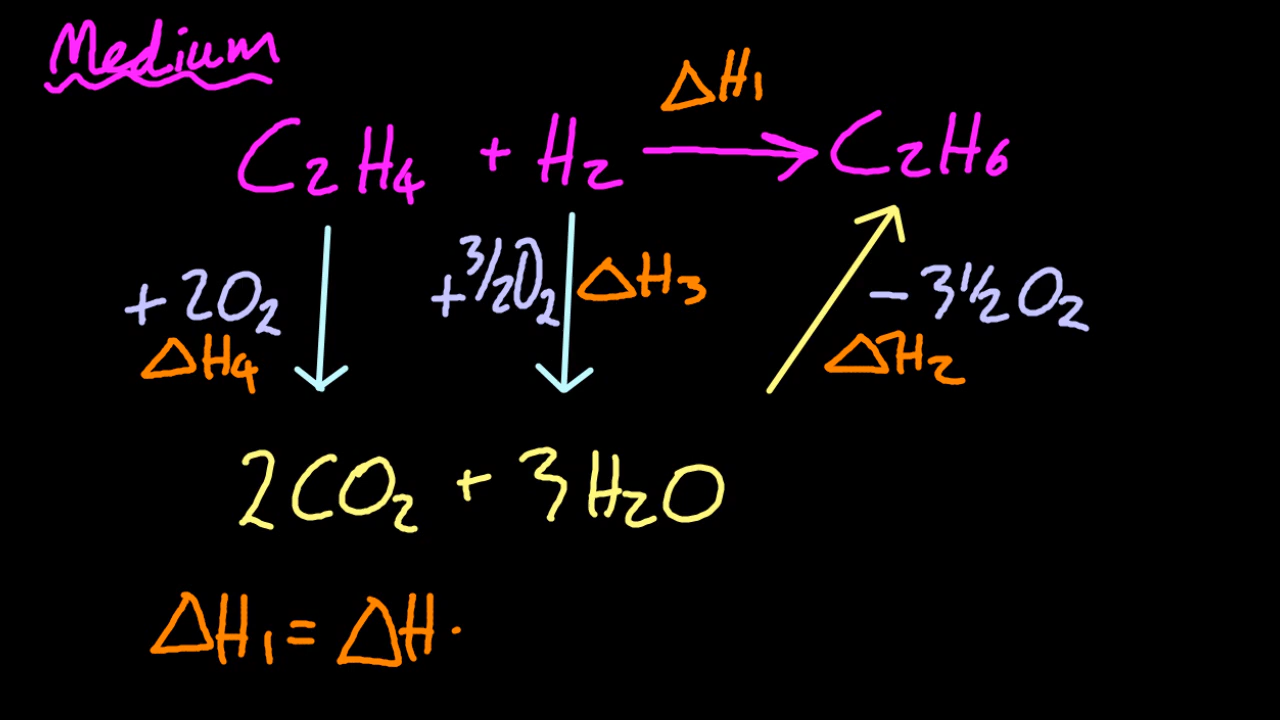 Medium
ΔH₁
C₂H₄ + H₂ → C₂H₆
+ 2O₂ +3/2O₂ ΔH₃ - 3½O₂
ΔH₄ ΔH₂
2CO₂ + 3H₂O
ΔH₁ = ΔH